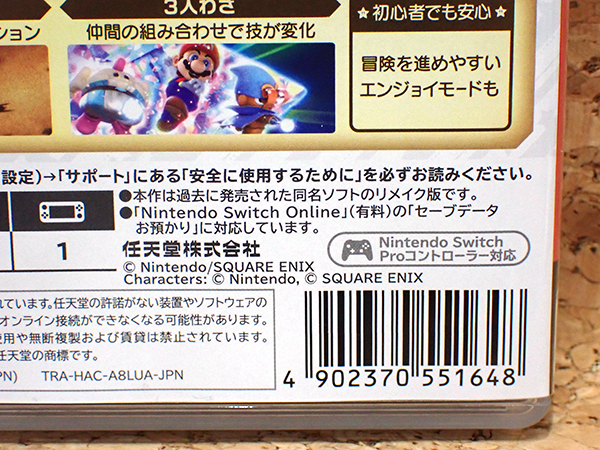 ション
3人わざ
仲間の組み合わせで技が変化
★初心者でも安心★
冒険を進めやすい
エンジョイモードも
設定)→「サポート」にある「安全に使用するために」を必ずお読みください。
●本作は過去に発売された同名ソフトのリメイク版です。
●「Nintendo Switch Online」(有料)の「セーブデータ
お預かり」に対応しています。
1
任天堂株式会社
Nintendo Switch
Proコントローラー対応
© Nintendo/SQUARE ENIX
Characters: © Nintendo, © SQUARE ENIX
れています。任天堂の許諾がない装置やソフトウェアの
オンライン接続ができなくなる可能性があります。
使用や無断複製および賃貸は禁止されています。
任天堂の商標です。
PN) TRA-HAC-A8LUA-JPN
4 902370 551648